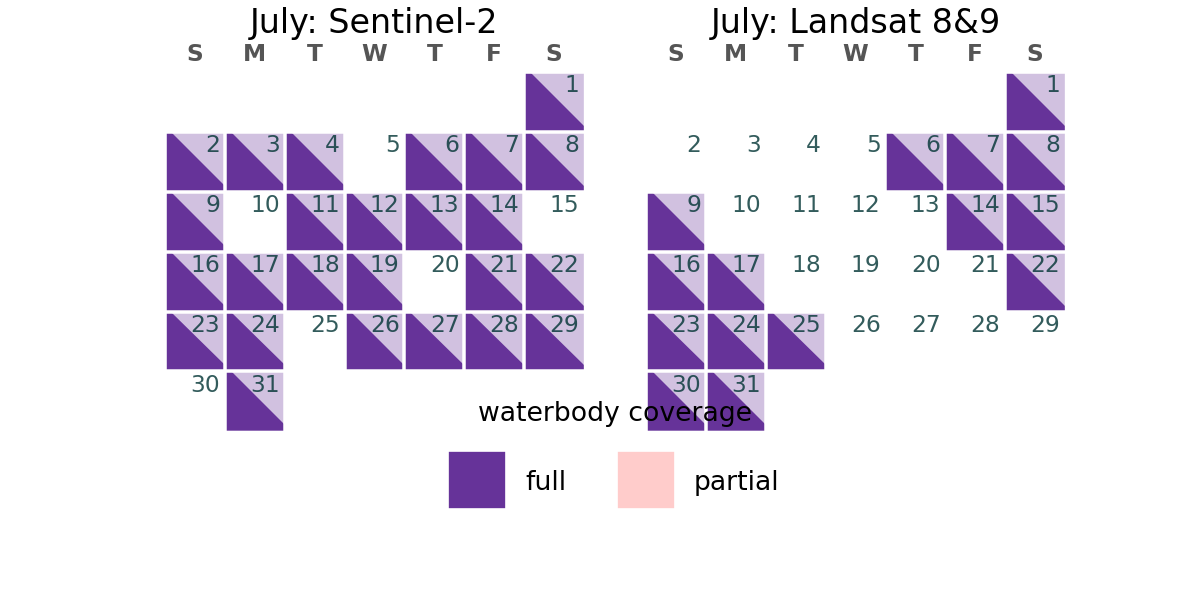 July: Sentinel-2
S M T W T F S
1
2 3 4 5 6 7 8
9 10 11 12 13 14 15
16 17 18 19 20 21 22
23 24 25 26 27 28 29
30 31
July: Landsat 8&9
S M T W T F S
1
2 3 4 5 6 7 8
9 10 11 12 13 14 15
16 17 18 19 20 21 22
23 24 25 26 27 28 29
30 31
waterbody coverage
full partial